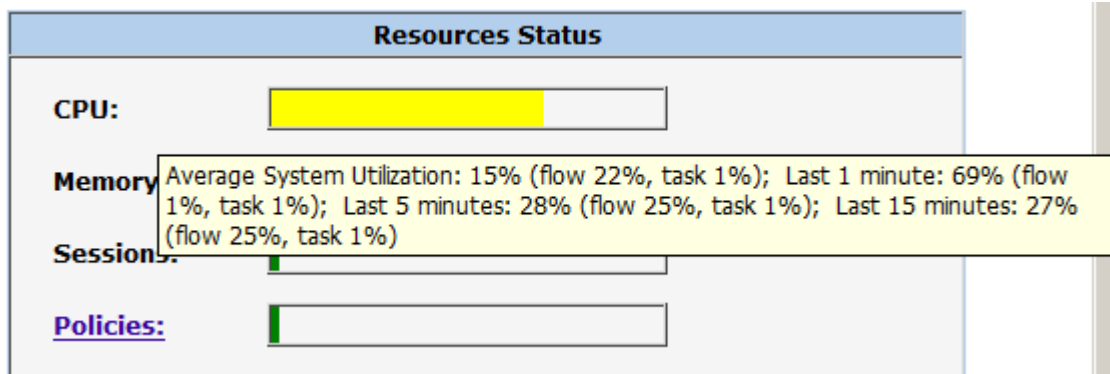 Resources Status
CPU:
Memory
Average System Utilization: 15% (flow 22%, task 1%);  Last 1 minute: 69% (flow
1%, task 1%);  Last 5 minutes: 28% (flow 25%, task 1%);  Last 15 minutes: 27%
(flow 25%, task 1%)
Sessions:
Policies: